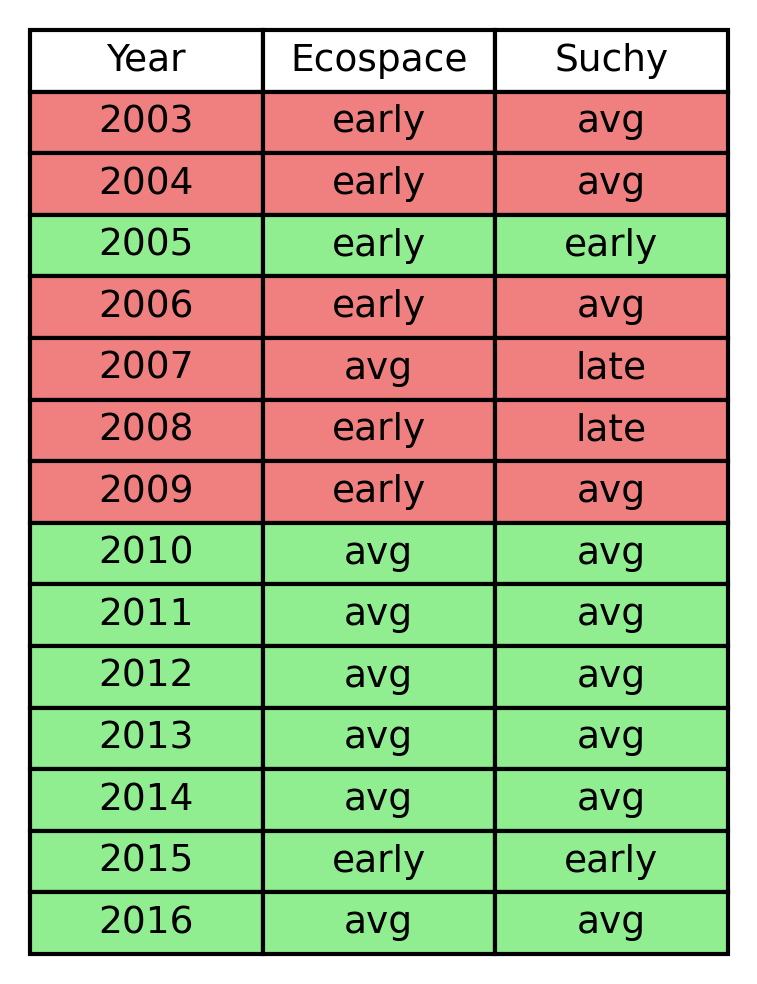 Year Ecospace Suchy
2003 early avg
2004 early avg
2005 early early
2006 early avg
2007 avg late
2008 early late
2009 early avg
2010 avg avg
2011 avg avg
2012 avg avg
2013 avg avg
2014 avg avg
2015 early early
2016 avg avg